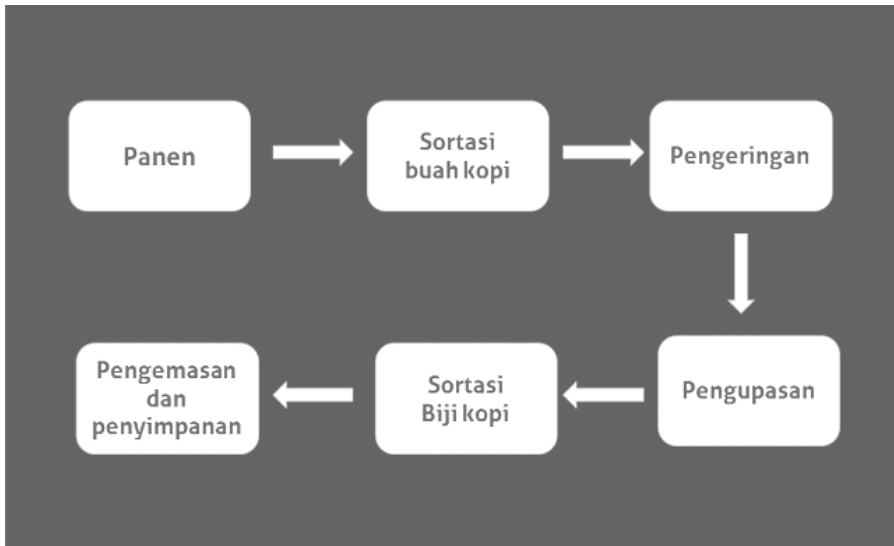 Panen
Sortasi
buah kopi
Pengeringan
Pengupasan
Sortasi
Biji kopi
Pengemasan
dan
penyimpanan